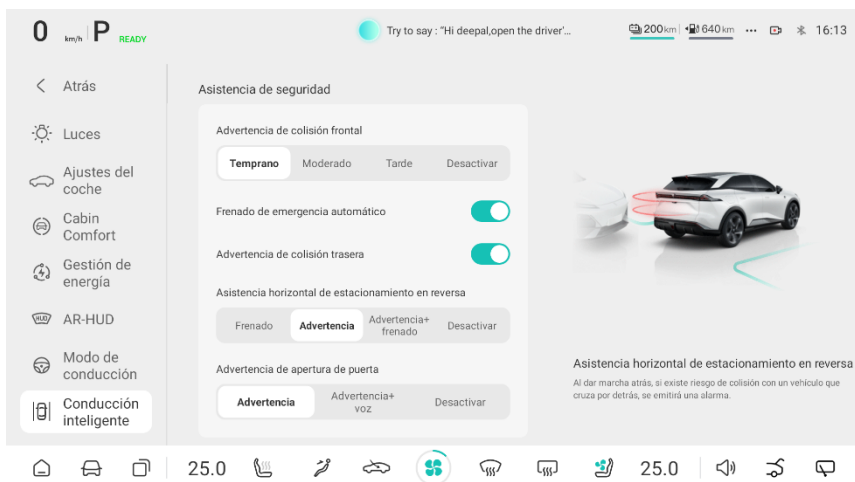 0 km/h P READY
Try to say : “Hi deepal,open the driver’...
200km
640km
16:13
Atrás
Luces
Ajustes del
coche
Cabin
Comfort
Gestión de
energía
HUD
AR-HUD
Modo de
conducción
Conducción
inteligente
Asistencia de seguridad
Advertencia de colisión frontal
Temprano
Moderado
Tarde
Desactivar
Frenado de emergencia automático
Advertencia de colisión trasera
Asistencia horizontal de estacionamiento en reversa
Frenado
Advertencia
Advertencia+
frenado
Desactivar
Advertencia de apertura de puerta
Advertencia
Advertencia+
voz
Desactivar
Asistencia horizontal de estacionamiento en reversa
Al dar marcha atrás, si existe riesgo de colisión con un vehículo que
cruza por detrás, se emitirá una alarma.
25.0
25.0